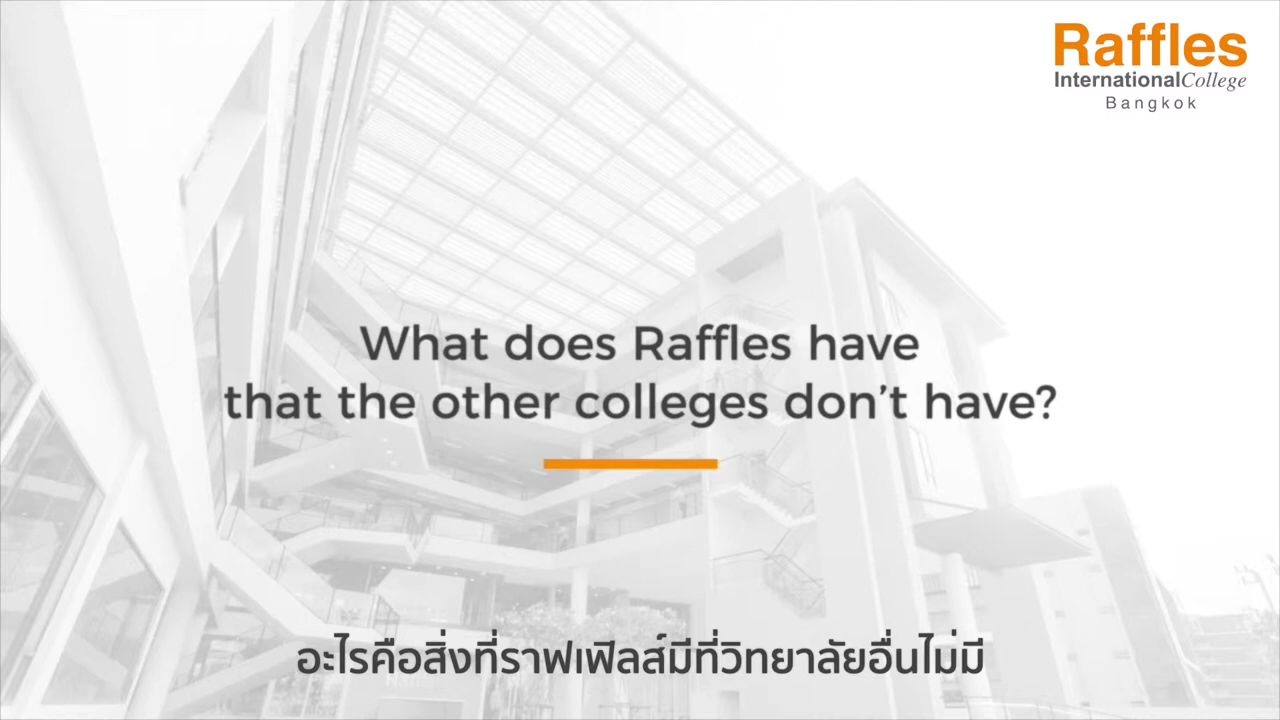 Raffles
InternationalCollege
Bangkok
What does Raffles have
that the other colleges don’t have?
อะไรคือสิ่งที่ราฟเฟิลส์มีที่วิทยาลัยอื่นไม่มี